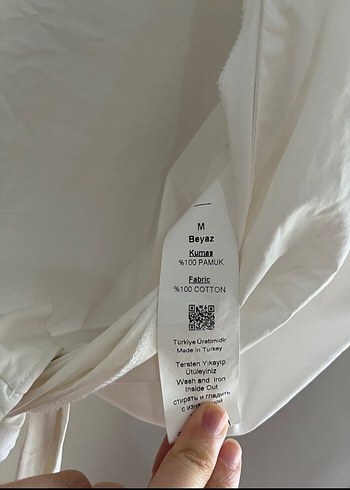 M
Beyaz
Kumaş
%100 PAMUK
Fabric
%100 COTTON
Türkiye Üretimidir
Made In Turkey
Tersten Yıkayıp
Ütüleyiniz
Wash and Iron
Inside Out
стирать и гладить
с